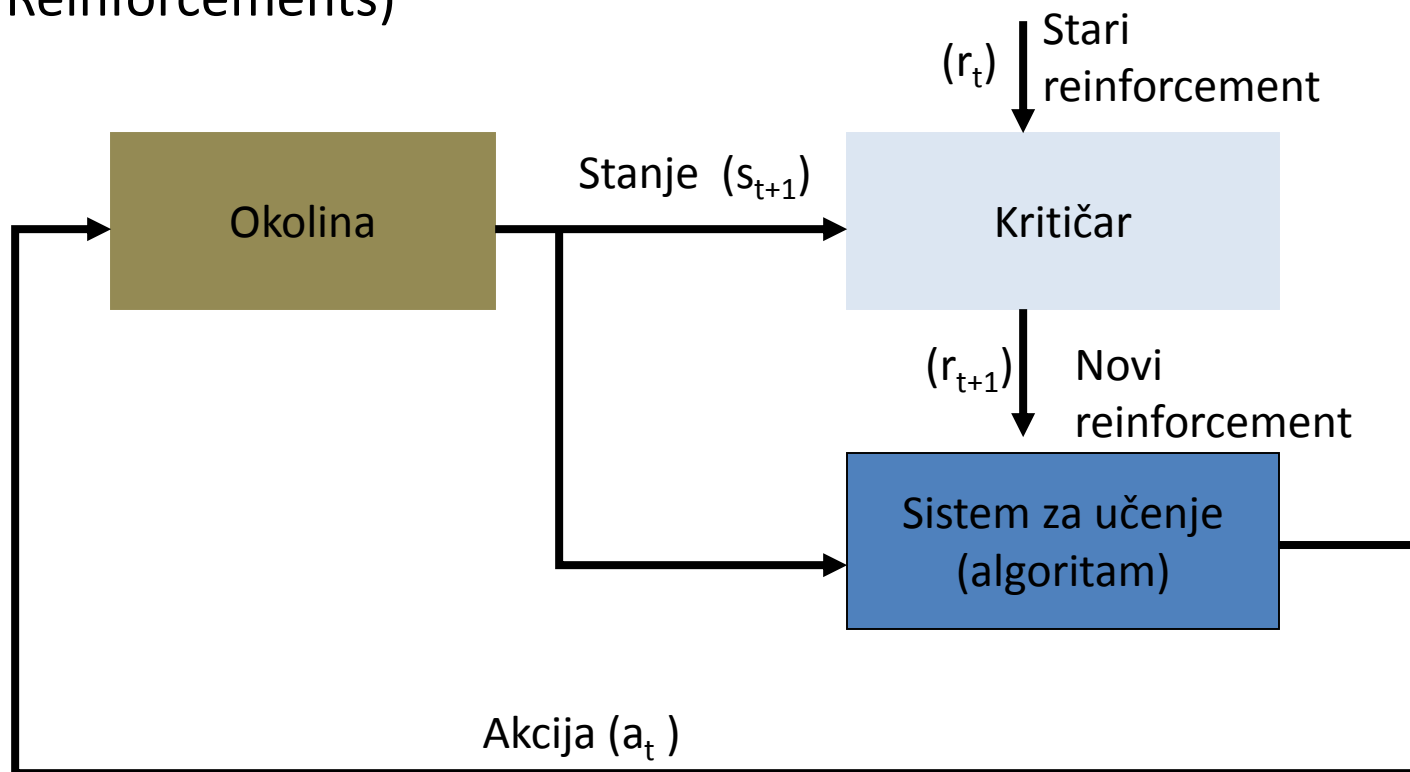 Reinforcements)
(rt)
Stari
reinforcement
Okolina
Stanje (st+1)
Kritičar
(rt+1)
Novi
reinforcement
Sistem za učenje
(algoritam)
Akcija (at )